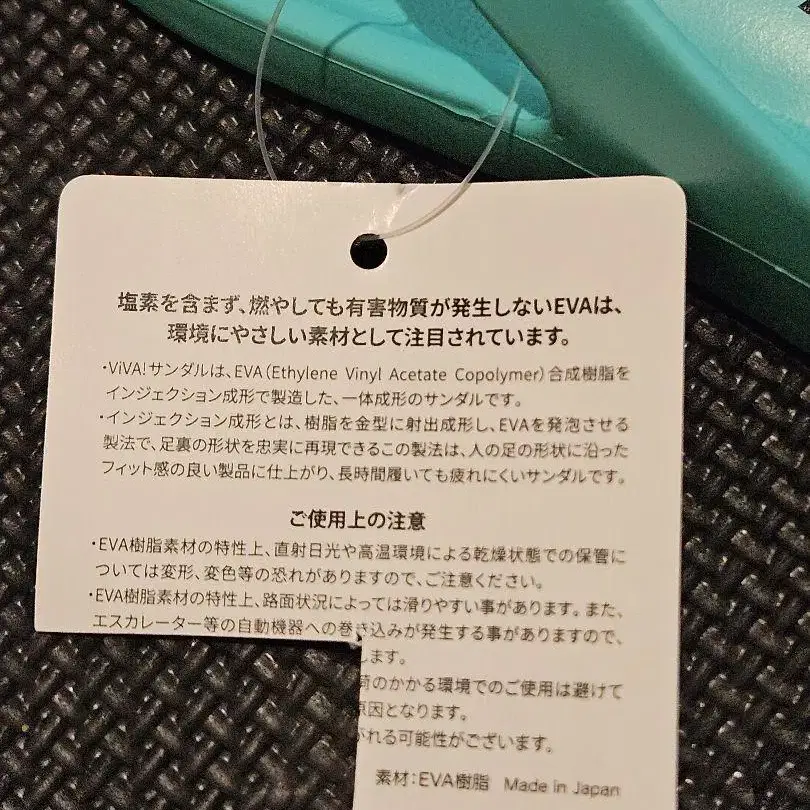 塩素を含まず、燃やしても有害物質が発生しないEVAは、
環境にやさしい素材として注目されています。
・ViVA!サンダルは、EVA(Ethylene Vinyl Acetate Copolymer)合成樹脂を
インジェクション成形で製造した、一体成形のサンダルです。
・インジェクション成形とは、樹脂を金型に射出成形し、EVAを発泡させる
製法で、足裏の形状を忠実に再現できるこの製法は、人の足の形状に沿った
フィット感の良い製品に仕上がり、長時間履いても疲れにくいサンダルです。
ご使用上の注意
・EVA樹脂素材の特性上、直射日光や高温環境による乾燥状態での保管に
ついては変形、変色等の恐れがありますので、ご注意ください。
・EVA樹脂素材の特性上、路面状況によっては滑りやすい事があります。また、
エスカレーター等の自動機器への巻き込みが発生する事がありますので、
します。
荷のかかる環境でのご使用は避けて
原因となります。
がれる可能性がございます。
素材:EVA樹脂 Made in Japan